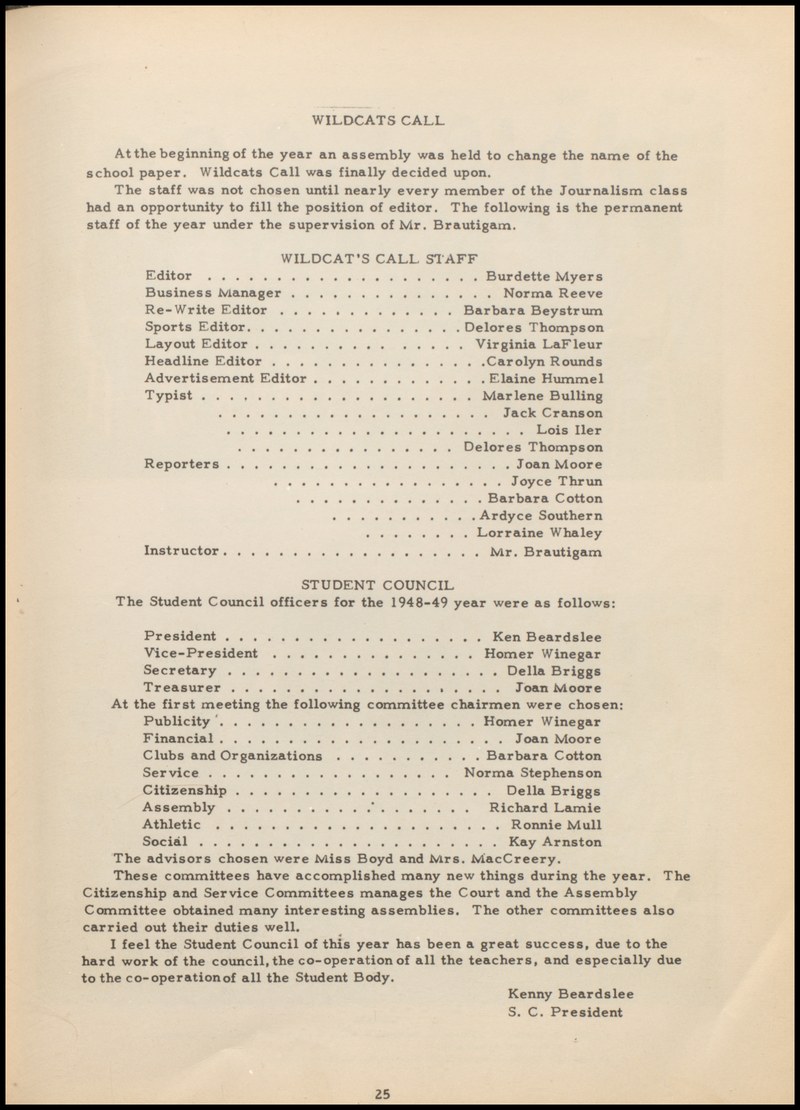 WILDCATS CALL
At the beginning of the year an assembly was held to change the name of the
school paper. Wildcats Call was finally decided upon.
The staff was not chosen until nearly every member of the Journalism class
had an opportunity to fill the position of editor. The following is the permanent
staff of the year under the supervision of Mr. Brautigam.
WILDCAT'S CALL STAFF
Editor . . . . . . . . . . . . . . . . . . . . Burdette Myers
Business Manager . . . . . . . . . . . . . . . Norma Reeve
Re-Write Editor . . . . . . . . . . . . . Barbara Beystrum
Sports Editor. . . . . . . . . . . . . . . . Delores Thompson
Layout Editor . . . . . . . . . . . . . . . Virginia LaFleur
Headline Editor . . . . . . . . . . . . . . . .Carolyn Rounds
Advertisement Editor . . . . . . . . . . . . . Elaine Hummel
Typist . . . . . . . . . . . . . . . . . . . . Marlene Bulling
. . . . . . . . . . . . . . . . . . . . Jack Cranson
. . . . . . . . . . . . . . . . . . . . . . Lois Iler
. . . . . . . . . . . . . . . . Delores Thompson
Reporters . . . . . . . . . . . . . . . . . . . . . Joan Moore
. . . . . . . . . . . . . . . . . Joyce Thrun
. . . . . . . . . . . . . . Barbara Cotton
. . . . . . . . . . . Ardyce Southern
. . . . . . . . Lorraine Whaley
Instructor . . . . . . . . . . . . . . . . . . . Mr. Brautigam
STUDENT COUNCIL
The Student Council officers for the 1948-49 year were as follows:
President . . . . . . . . . . . . . . . . . . . Ken Beardslee
Vice-President . . . . . . . . . . . . . . . Homer Winegar
Secretary . . . . . . . . . . . . . . . . . . . . Della Briggs
Treasurer . . . . . . . . . . . . . . . . . . . . Joan Moore
At the first meeting the following committee chairmen were chosen:
Publicity . . . . . . . . . . . . . . . . . . . Homer Winegar
Financial . . . . . . . . . . . . . . . . . . . . . Joan Moore
Clubs and Organizations . . . . . . . . . . . Barbara Cotton
Service . . . . . . . . . . . . . . . . . . Norma Stephenson
Citizenship . . . . . . . . . . . . . . . . . . . Della Briggs
Assembly . . . . . . . . . . . . . . . . . . Richard Lamie
Athletic . . . . . . . . . . . . . . . . . . . . . Ronnie Mull
Social . . . . . . . . . . . . . . . . . . . . . . Kay Arnston
The advisors chosen were Miss Boyd and Mrs. MacCreery.
These committees have accomplished many new things during the year. The
Citizenship and Service Committees manages the Court and the Assembly
Committee obtained many interesting assemblies. The other committees also
carried out their duties well.
I feel the Student Council of this year has been a great success, due to the
hard work of the council, the co-operation of all the teachers, and especially due
to the co-operation of all the Student Body.
Kenny Beardslee
S. C. President
25